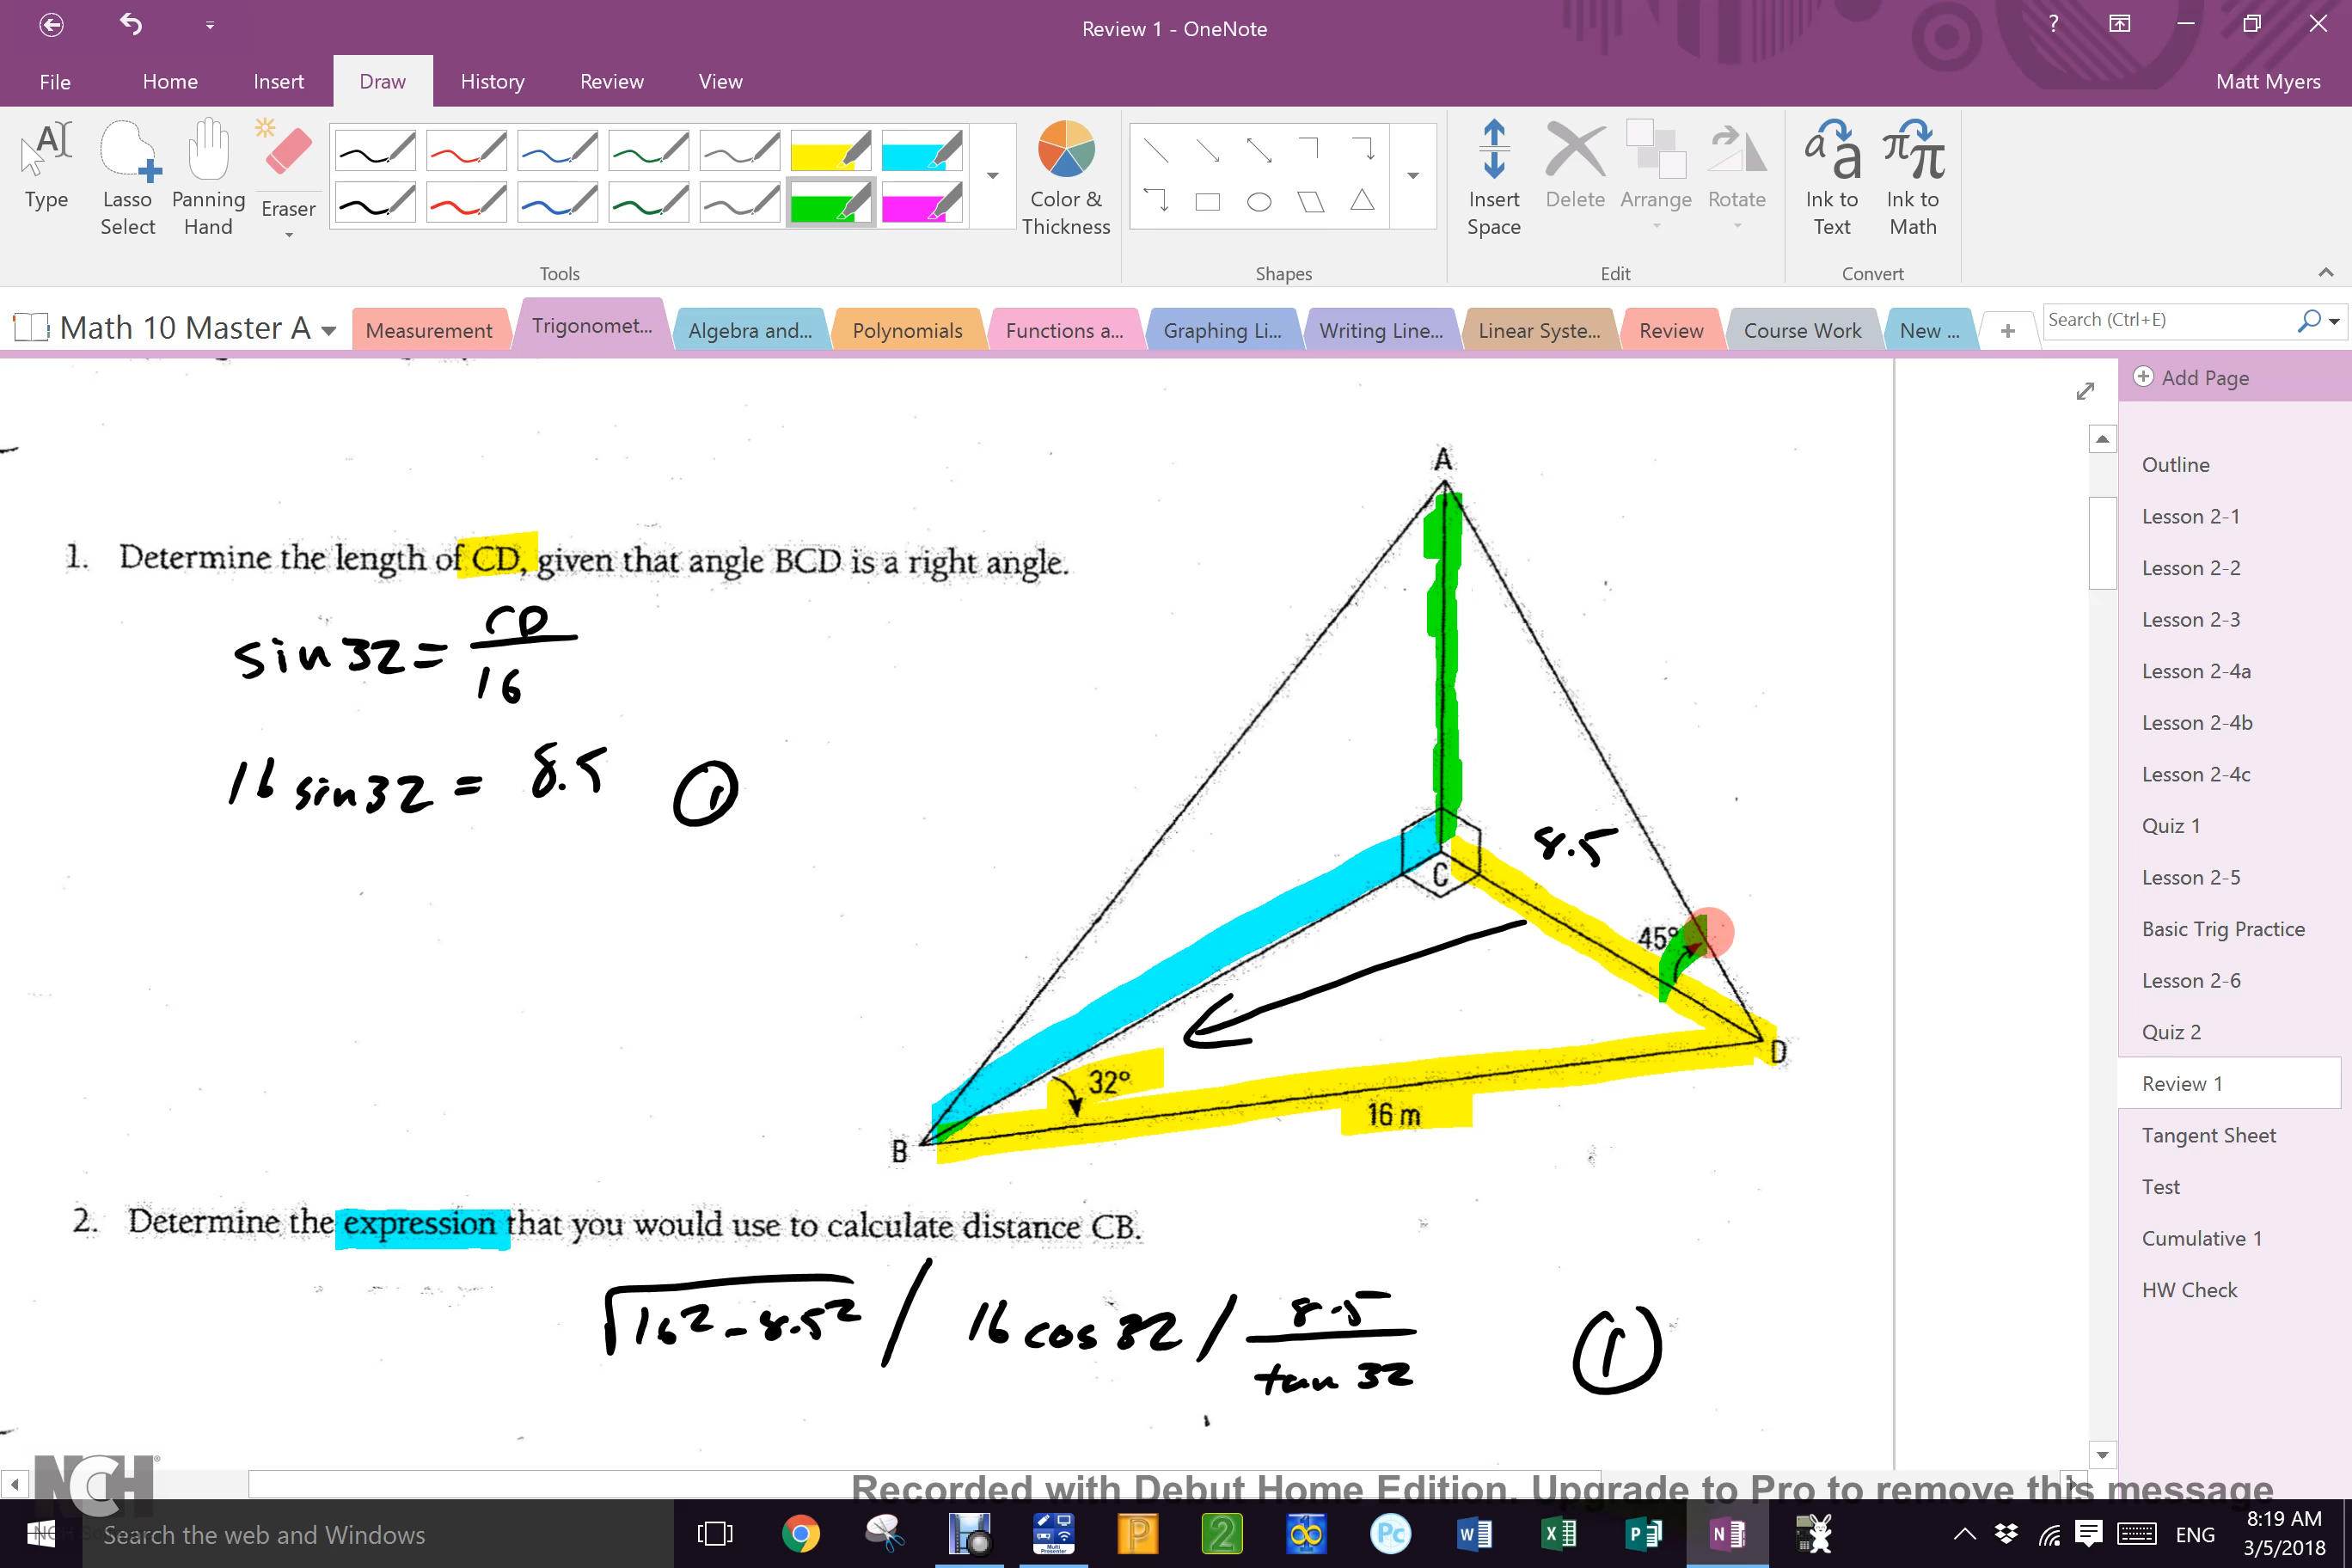 Review 1 - OneNote
?
File
Home
Insert
Draw
History
Review
View
Matt Myers
Type
Lasso Select
Panning Hand
Eraser
Color & Thickness
Insert Space
Delete
Arrange
Rotate
Ink to Text
Ink to Math
Tools
Shapes
Edit
Convert
Math 10 Master A
Measurement
Trigonomet...
Algebra and...
Polynomials
Functions a...
Graphing Li...
Writing Line...
Linear Syste...
Review
Course Work
New ...
+
Search (Ctrl+E)
Add Page
Outline
Lesson 2-1
Lesson 2-2
Lesson 2-3
Lesson 2-4a
Lesson 2-4b
Lesson 2-4c
Quiz 1
Lesson 2-5
Basic Trig Practice
Lesson 2-6
Quiz 2
Review 1
Tangent Sheet
Test
Cumulative 1
HW Check
1. Determine the length of CD, given that angle BCD is a right angle.
sin 32 = CD / 16
16 sin 32 = 8.5 ①
A
8.5
C
45°
D
32°
16 m
B
2. Determine the expression that you would use to calculate distance CB.
√16² - 8.5² / 16 cos 32 / 8.5 / tan 32 ①
NCH
Recorded with Debut Home Edition. Upgrade to Pro to remove this message
Search the web and Windows
ENG
8:19 AM
3/5/2018